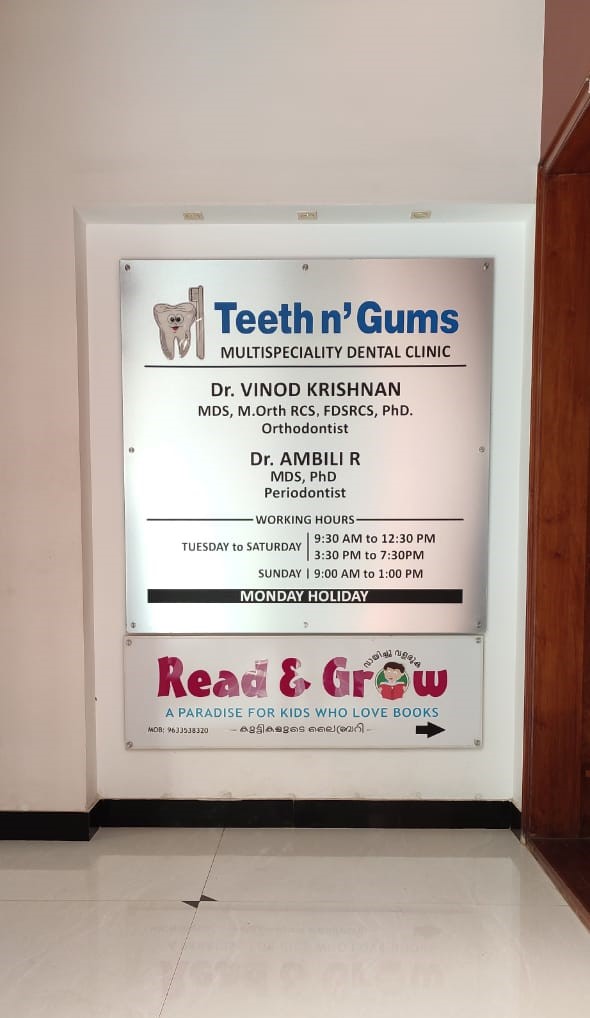 Teeth n' Gums
MULTISPECIALITY DENTAL CLINIC
Dr. VINOD KRISHNAN
MDS, M.Orth RCS, FDSRCS, PhD.
Orthodontist
Dr. AMBILI R
MDS, PhD
Periodontist
WORKING HOURS
TUESDAY to SATURDAY | 9:30 AM to 12:30 PM
3:30 PM to 7:30PM
SUNDAY | 9:00 AM to 1:00 PM
MONDAY HOLIDAY
വായിച്ചു വളരുക
Read & Grow
A PARADISE FOR KIDS WHO LOVE BOOKS
MOB: 9633538320 - കുട്ടികളുടെ ലൈബ്രറി -